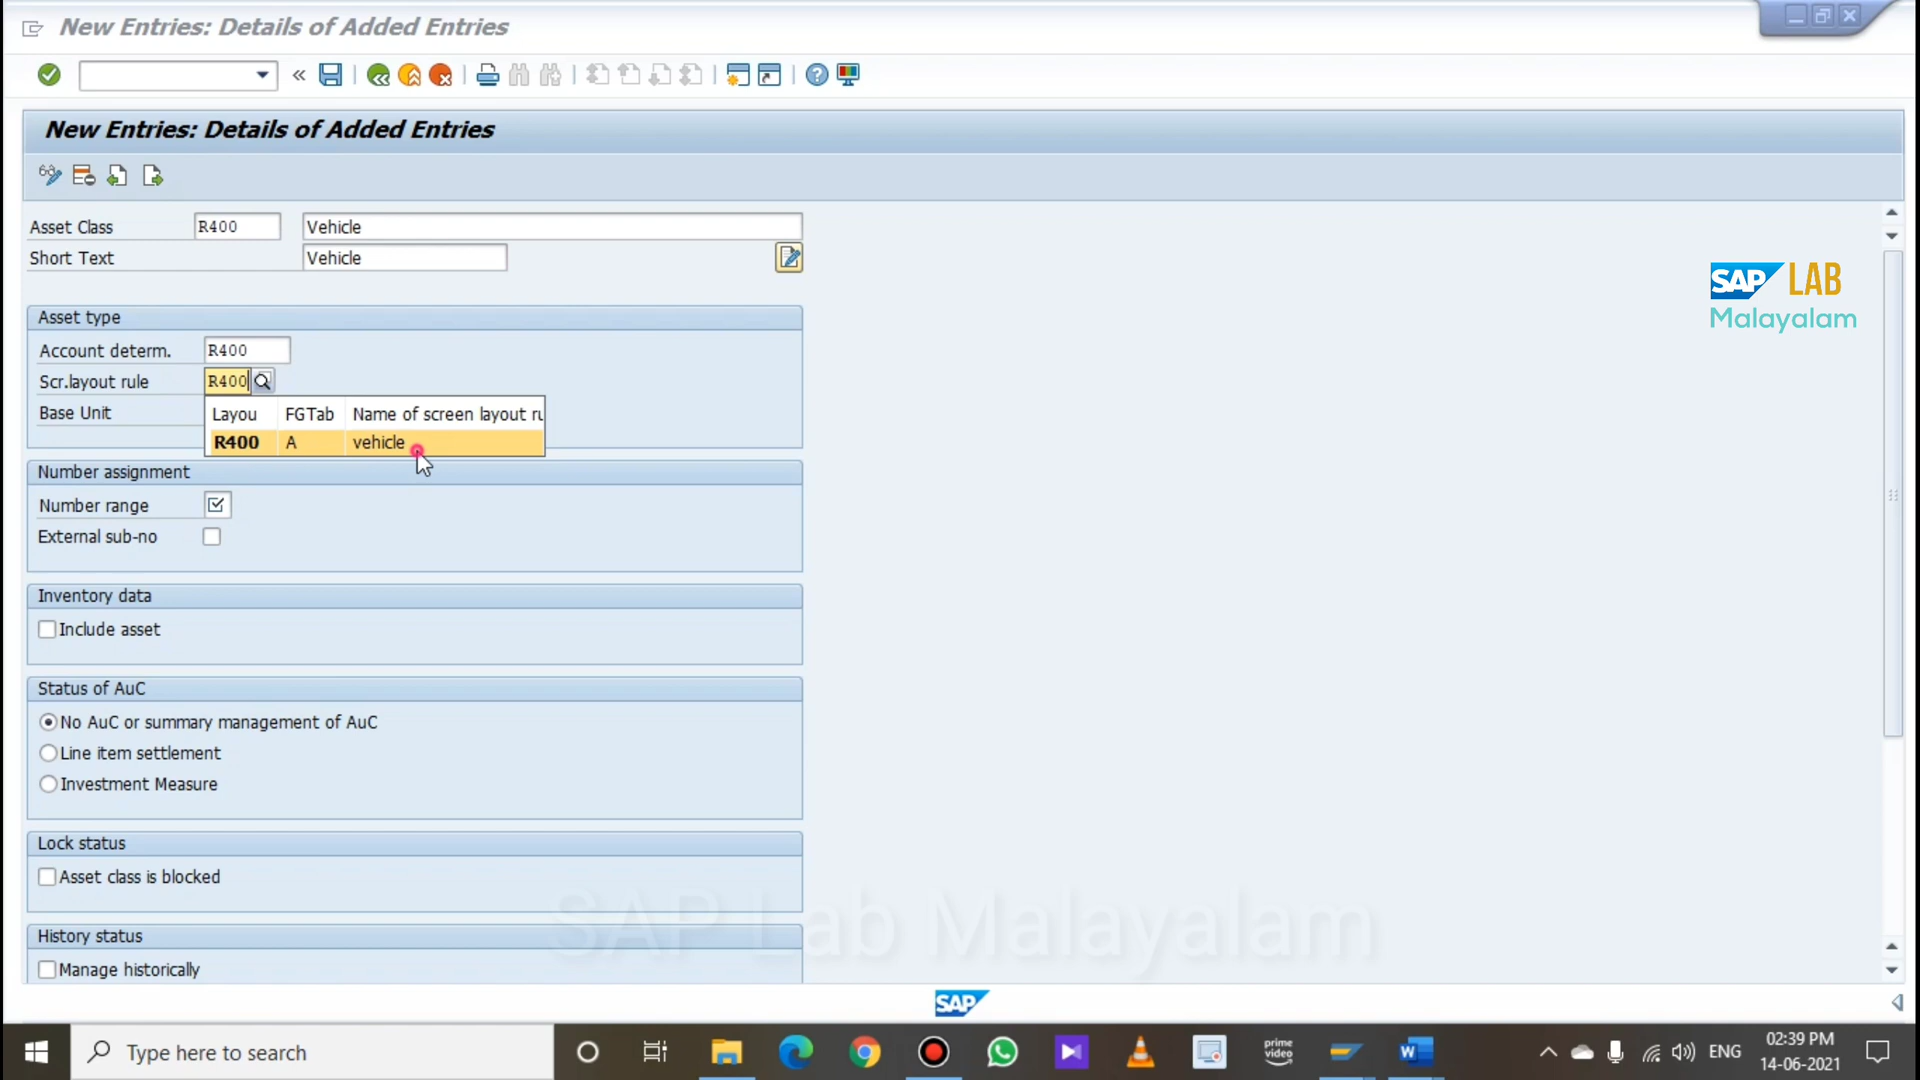 New Entries: Details of Added Entries
New Entries: Details of Added Entries
Asset Class R400 Vehicle
Short Text Vehicle
SAP LAB
Malayalam
Asset type
Account determ. R400
Scr.layout rule R400
Base Unit
Layou FGTab Name of screen layout ru
R400 A vehicle
Number assignment
Number range
External sub-no
Inventory data
Include asset
Status of AuC
No AuC or summary management of AuC
Line item settlement
Investment Measure
Lock status
Asset class is blocked
SAP Lab Malayalam
History status
Manage historically
SAP
Type here to search
prime video
W
ENG
02:39 PM
14-06-2021